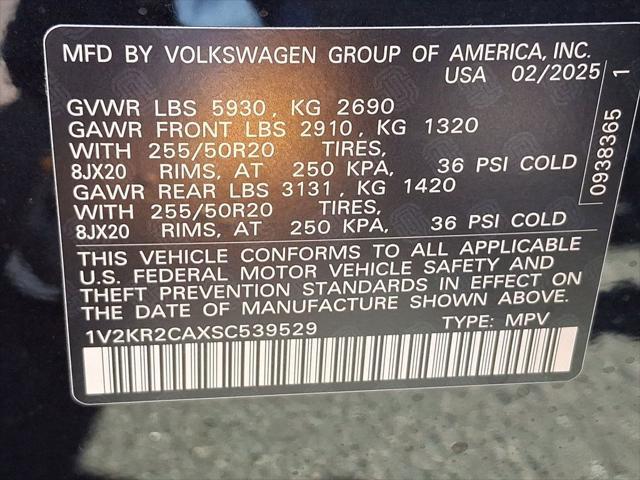 MFD BY VOLKSWAGEN GROUP OF AMERICA, INC.
USA 02/2025
GVWR LBS 5930, KG 2690
GAWR FRONT LBS 2910, KG 1320
WITH 255/50R20 TIRES,
8JX20 RIMS, AT 250 KPA, 36 PSI COLD
GAWR REAR LBS 3131, KG 1420
WITH 255/50R20 TIRES,
8JX20 RIMS, AT 250 KPA, 36 PSI COLD
THIS VEHICLE CONFORMS TO ALL APPLICABLE
U.S. FEDERAL MOTOR VEHICLE SAFETY AND
THEFT PREVENTION STANDARDS IN EFFECT ON
THE DATE OF MANUFACTURE SHOWN ABOVE.
1V2KR2CAXSC539529 TYPE: MPV
0938365 1